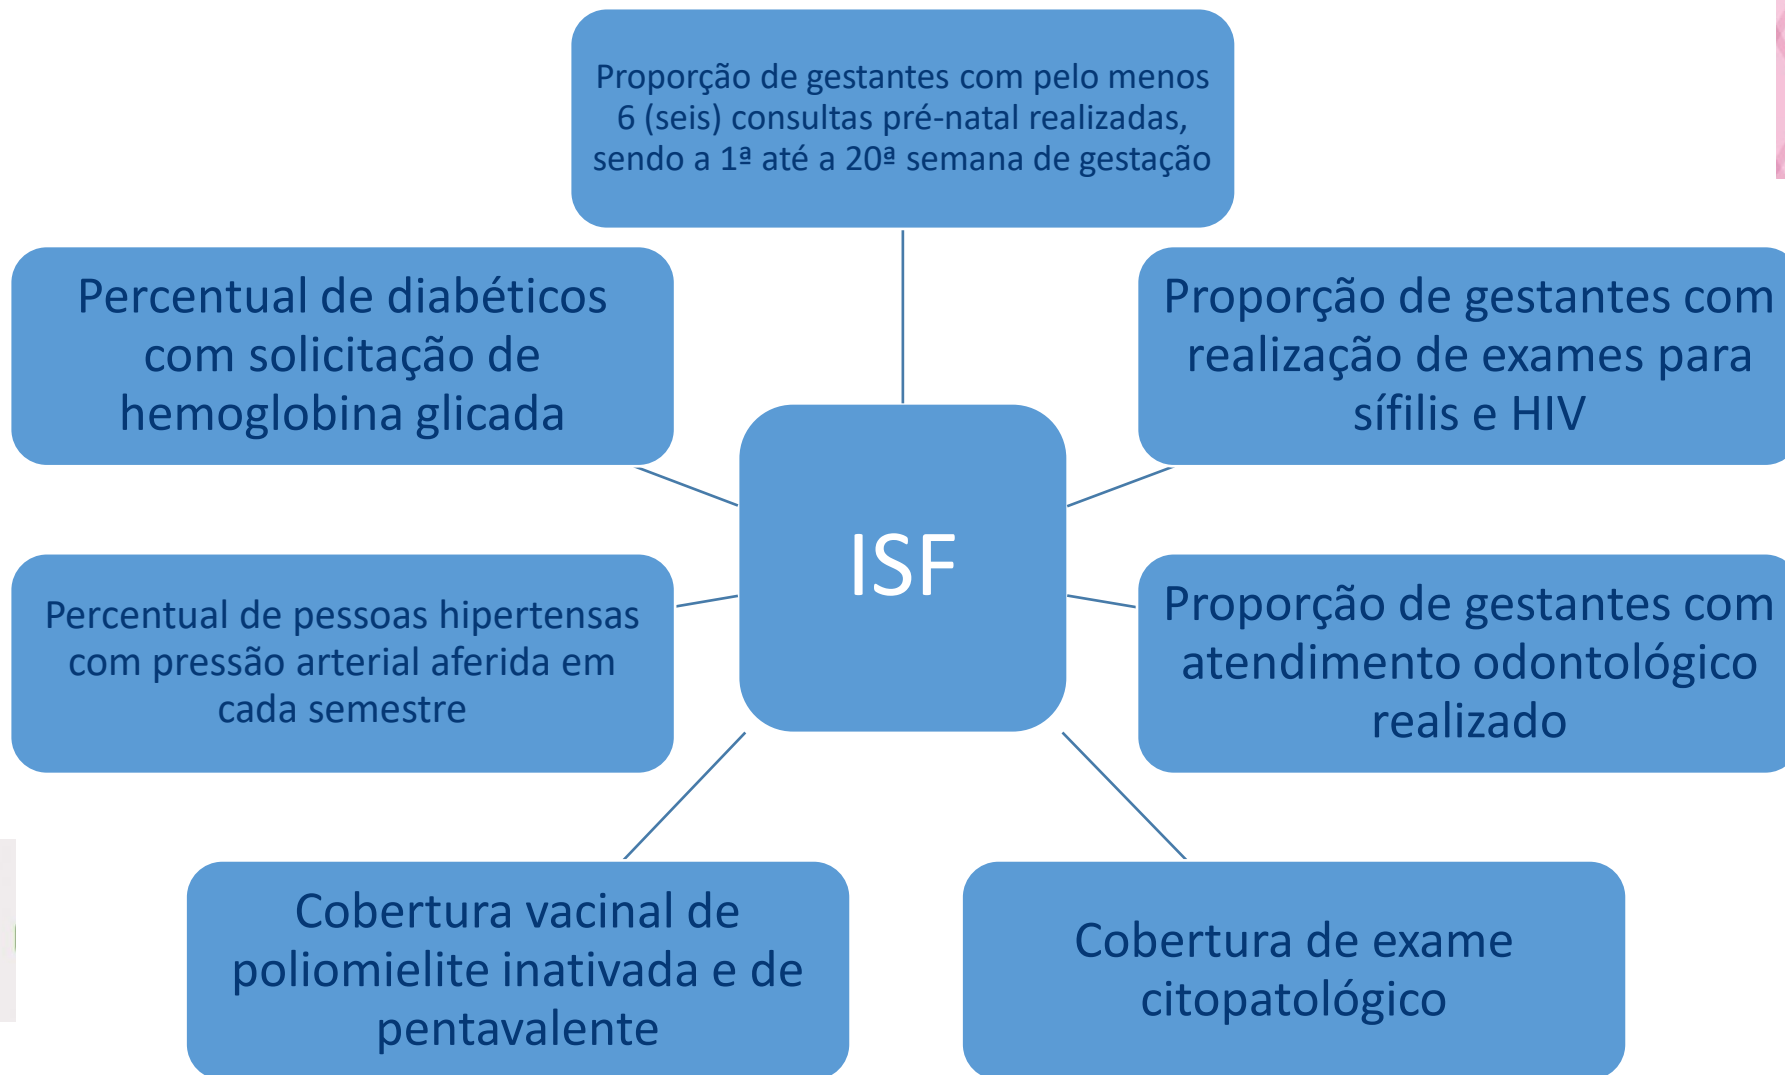 Proporção de gestantes com pelo menos
6 (seis) consultas pré-natal realizadas,
sendo a 1ª até a 20ª semana de gestação
Percentual de diabéticos
com solicitação de
hemoglobina glicada
Proporção de gestantes com
realização de exames para
sífilis e HIV
ISF
Percentual de pessoas hipertensas
com pressão arterial aferida em
cada semestre
Proporção de gestantes com
atendimento odontológico
realizado
Cobertura vacinal de
poliomielite inativada e de
pentavalente
Cobertura de exame
citopatológico